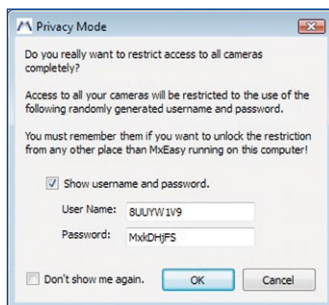 Privacy Mode
Do you really want to restrict access to all cameras
completely?
Access to all your cameras will be restricted to the use of the
following randomly generated username and password.
You must remember them if you want to unlock the restriction
from any other place than MxEasy running on this computer!
Show username and password.
User Name: 8UUYW1V9
Password: MxkDHjFS
Don't show me again. OK Cancel